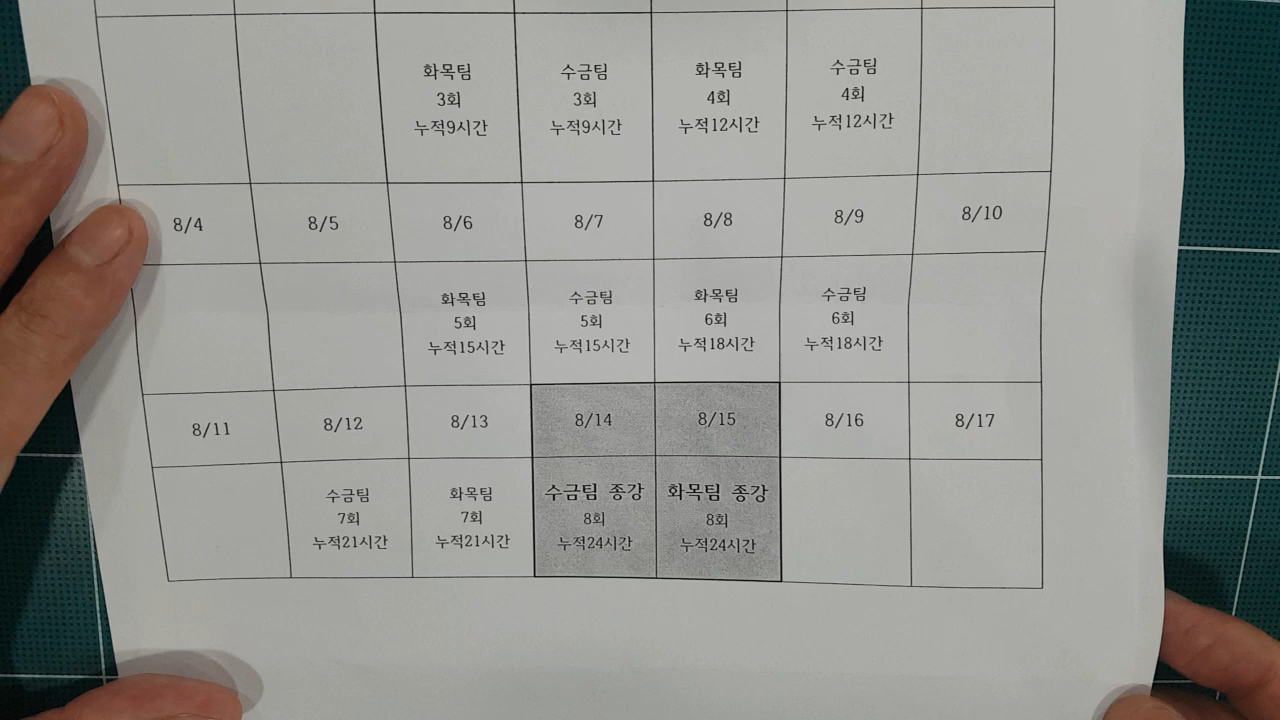 화목팀 수금팀 화목팀 수금팀
3회 3회 4회 4회
누적9시간 누적9시간 누적12시간 누적12시간
8/4 8/5 8/6 8/7 8/8 8/9 8/10
화목팀 수금팀 화목팀 수금팀
5회 5회 6회 6회
누적15시간 누적15시간 누적18시간 누적18시간
8/11 8/12 8/13 8/14 8/15 8/16 8/17
수금팀 화목팀 수금팀 종강 화목팀 종강
7회 7회 8회 8회
누적21시간 누적21시간 누적24시간 누적24시간